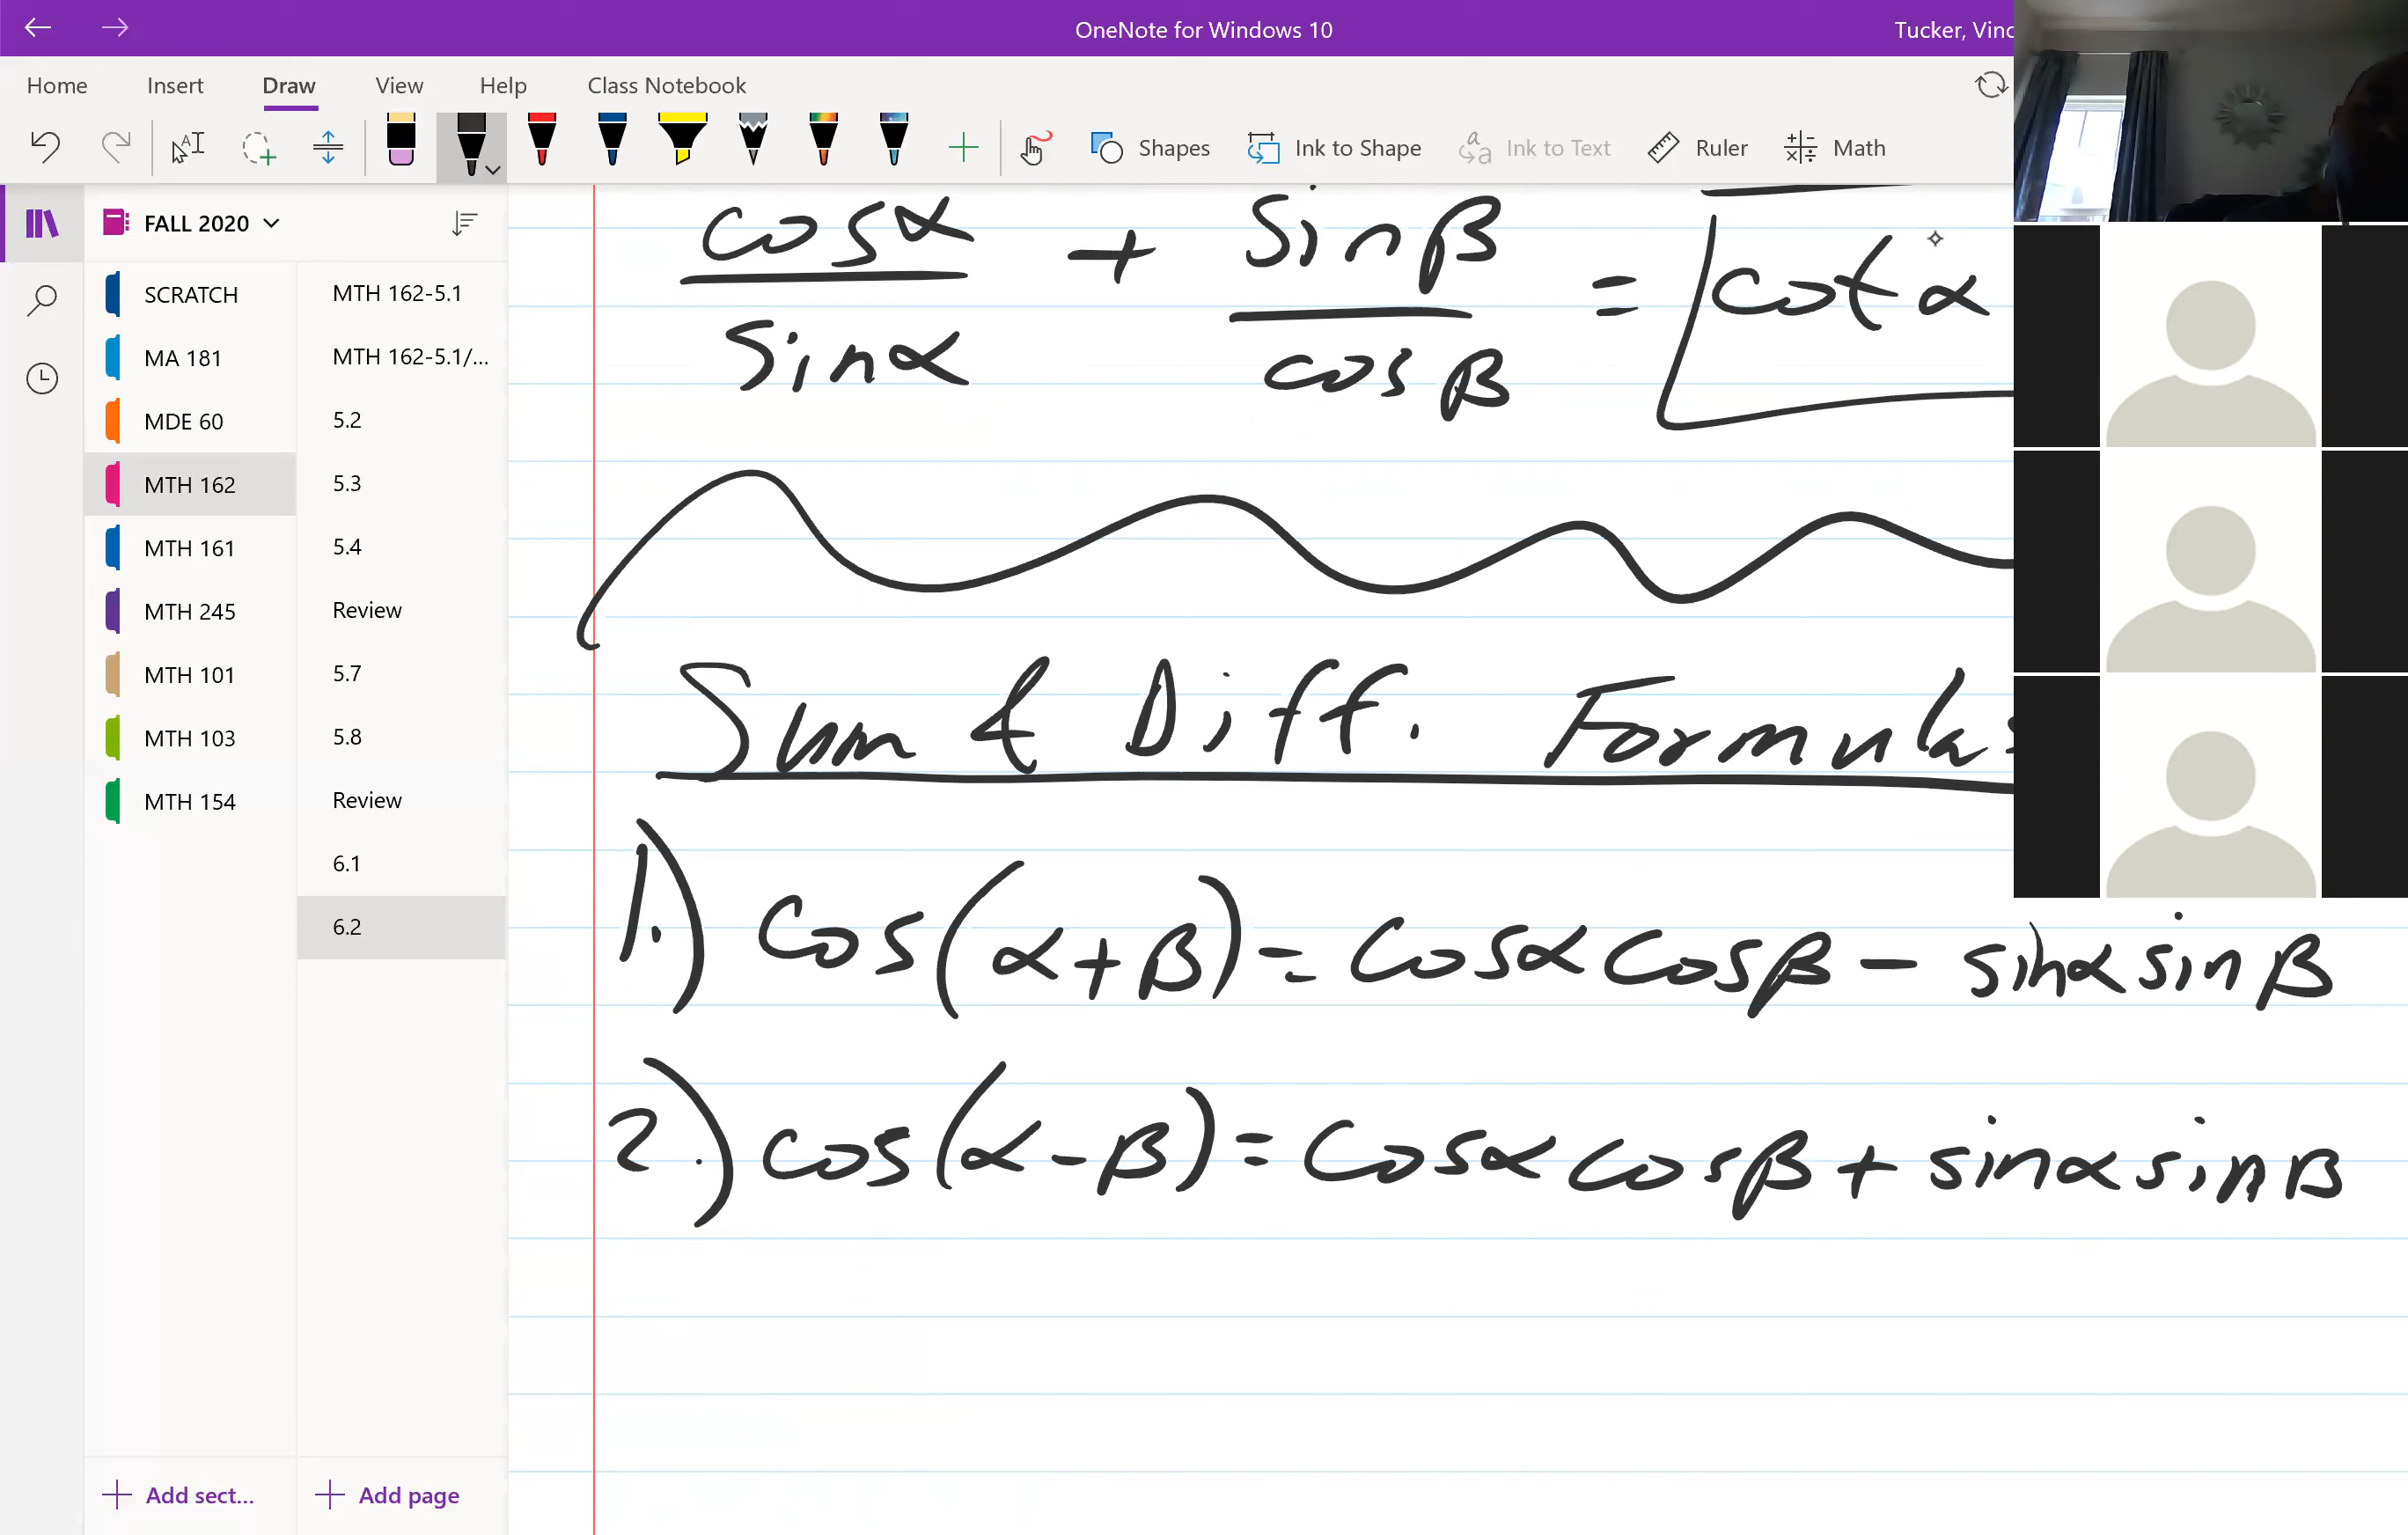 OneNote for Windows 10
Tucker, Vinc
Home Insert Draw View Help Class Notebook
Shapes Ink to Shape Ink to Text Ruler Math
FALL 2020
SCRATCH
MA 181
MDE 60
MTH 162
MTH 161
MTH 245
MTH 101
MTH 103
MTH 154
Add sect...
MTH 162-5.1
MTH 162-5.1/...
5.2
5.3
5.4
Review
5.7
5.8
Review
6.1
6.2
Add page
cosα/sinα + sinβ/cosβ = cot α
Sum & Diff. Formulas
1.) cos(α+β) = cosα cosβ − sinα sinβ
2.) cos(α−β) = cosα cosβ + sinα sinβ